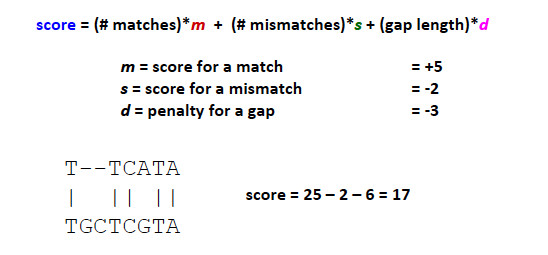 score = (# matches)*m + (# mismatches)*s + (gap length)*d
m = score for a match = +5
s = score for a mismatch = -2
d = penalty for a gap = -3
T--TCATA
| || || score = 25 – 2 – 6 = 17
TGCTCGTA